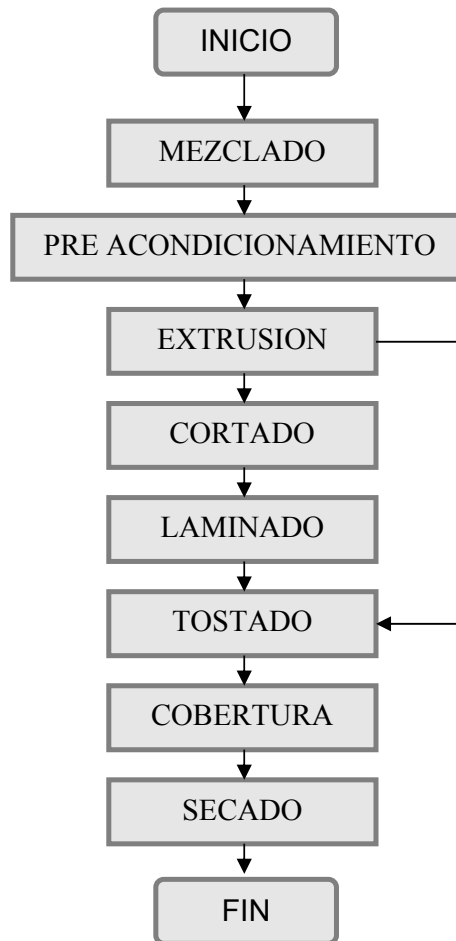 INICIO
MEZCLADO
PRE ACONDICIONAMIENTO
EXTRUSION
CORTADO
LAMINADO
TOSTADO
COBERTURA
SECADO
FIN